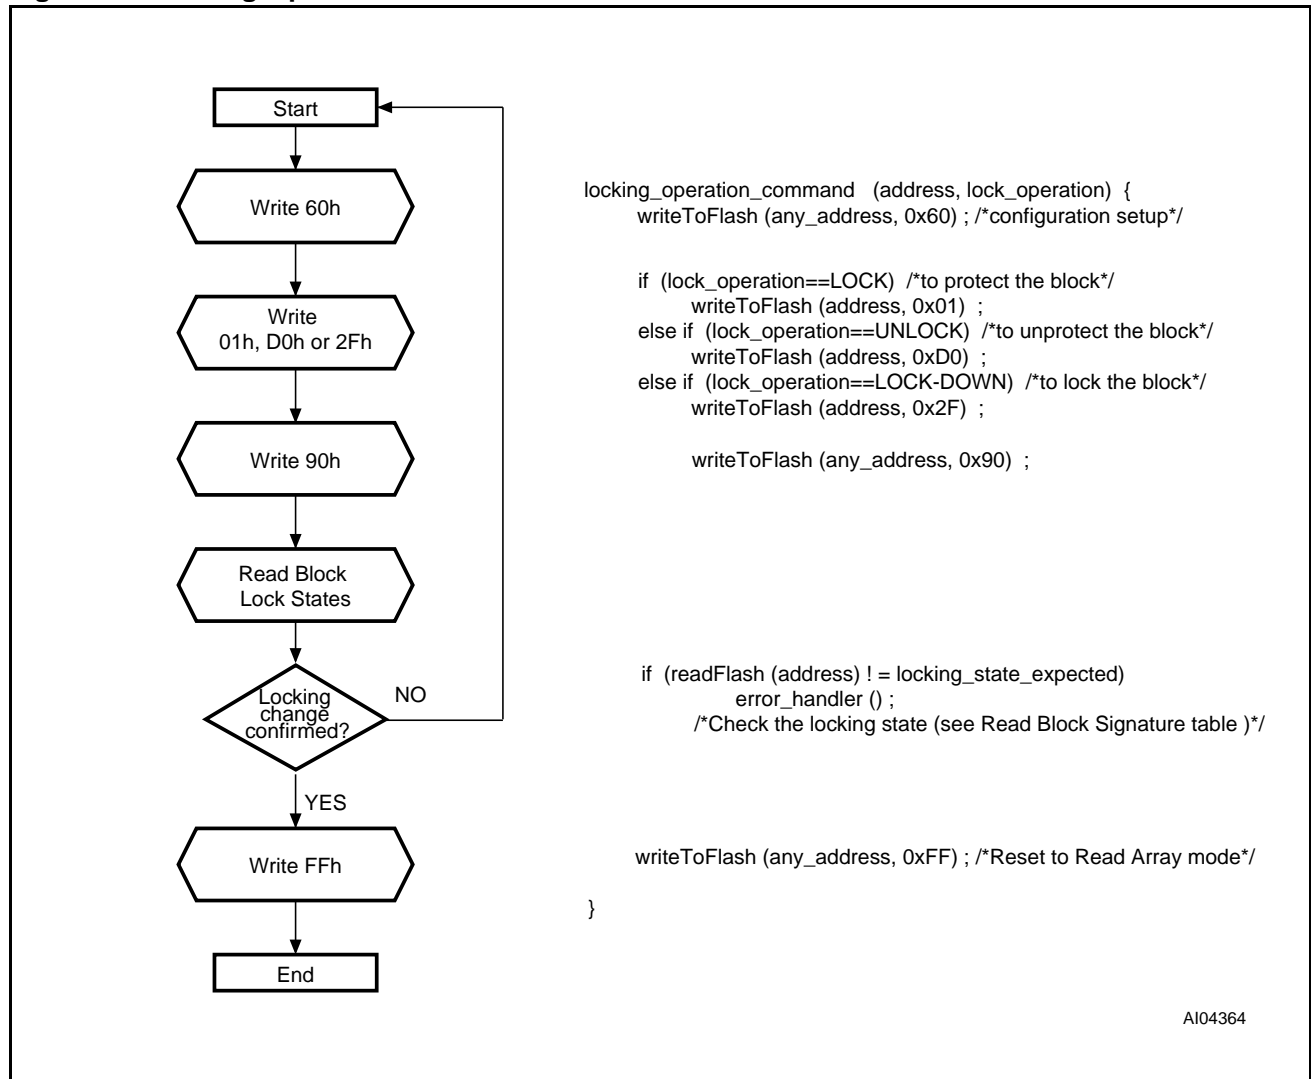 Start
Write 60h
Write
01h, D0h or 2Fh
Write 90h
Read Block
Lock States
Locking
change
confirmed?
NO
YES
Write FFh
End
locking_operation_command (address, lock_operation) {
writeToFlash (any_address, 0x60) ; /*configuration setup*/
if (lock_operation==LOCK) /*to protect the block*/
writeToFlash (address, 0x01) ;
else if (lock_operation==UNLOCK) /*to unprotect the block*/
writeToFlash (address, 0xD0) ;
else if (lock_operation==LOCK-DOWN) /*to lock the block*/
writeToFlash (address, 0x2F) ;
writeToFlash (any_address, 0x90) ;
if (readFlash (address) ! = locking_state_expected)
error_handler () ;
/*Check the locking state (see Read Block Signature table )*/
writeToFlash (any_address, 0xFF) ; /*Reset to Read Array mode*/
}
AI04364